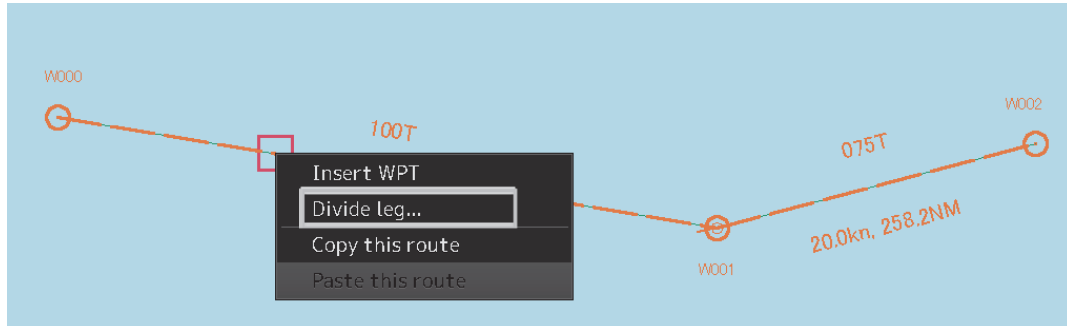 W000
W002
100T
075T
Insert WPT
Divide leg...
Copy this route
Paste this route
20.0kn, 258.2NM
W001